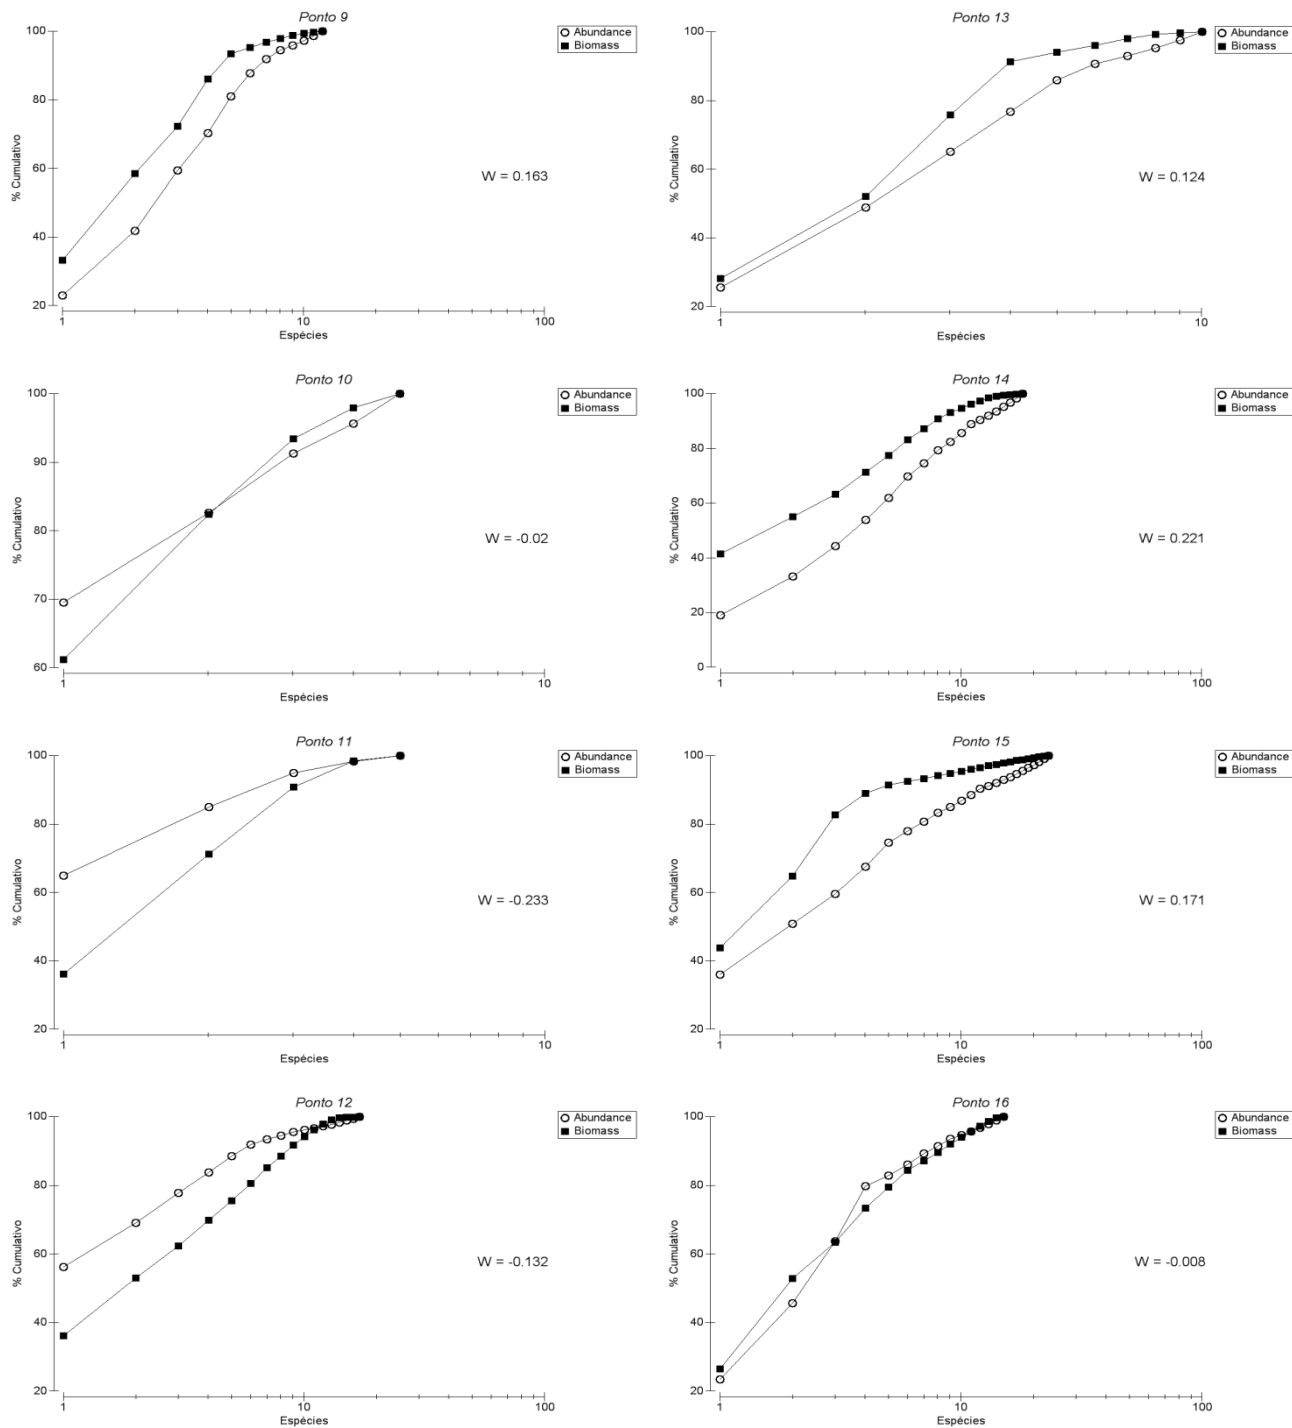 Ponto 9
Abundance
Biomass
% Cumulativo
100
80
60
40
20
W = 0.163
1
10
100
Espécies
Ponto 13
Abundance
Biomass
% Cumulativo
100
80
60
40
20
W = 0.124
1
10
Espécies
Ponto 10
Abundance
Biomass
% Cumulativo
100
90
80
70
60
W = -0.02
1
10
Espécies
Ponto 14
Abundance
Biomass
% Cumulativo
100
80
60
40
20
0
W = 0.221
1
10
100
Espécies
Ponto 11
Abundance
Biomass
% Cumulativo
100
80
60
40
20
W = -0.233
1
10
Espécies
Ponto 15
Abundance
Biomass
% Cumulativo
100
80
60
40
20
W = 0.171
1
10
100
Espécies
Ponto 12
Abundance
Biomass
% Cumulativo
100
80
60
40
20
W = -0.132
1
10
100
Espécies
Ponto 16
Abundance
Biomass
% Cumulativo
100
80
60
40
20
W = -0.008
1
10
100
Espécies